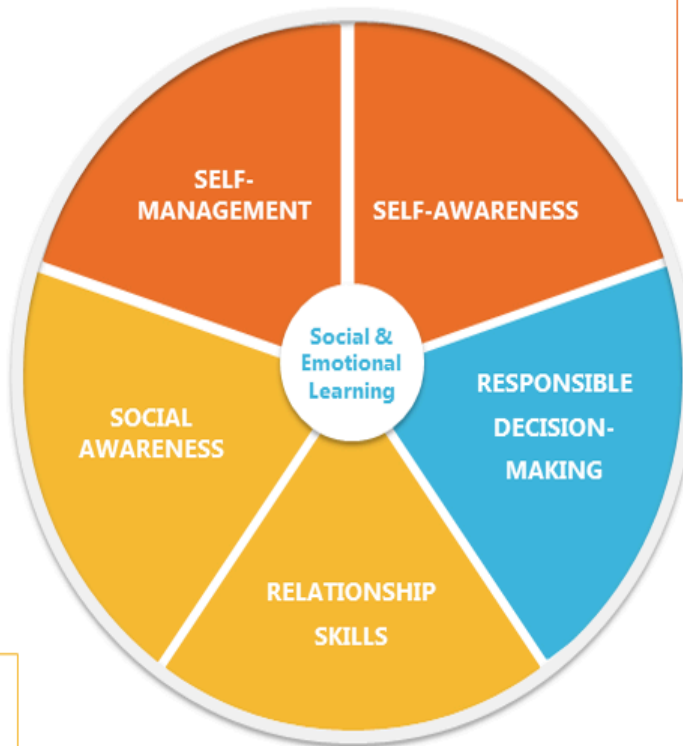 SELF-
MANAGEMENT
SELF-AWARENESS
Social &
Emotional
Learning
RESPONSIBLE
DECISION-
MAKING
SOCIAL
AWARENESS
RELATIONSHIP
SKILLS